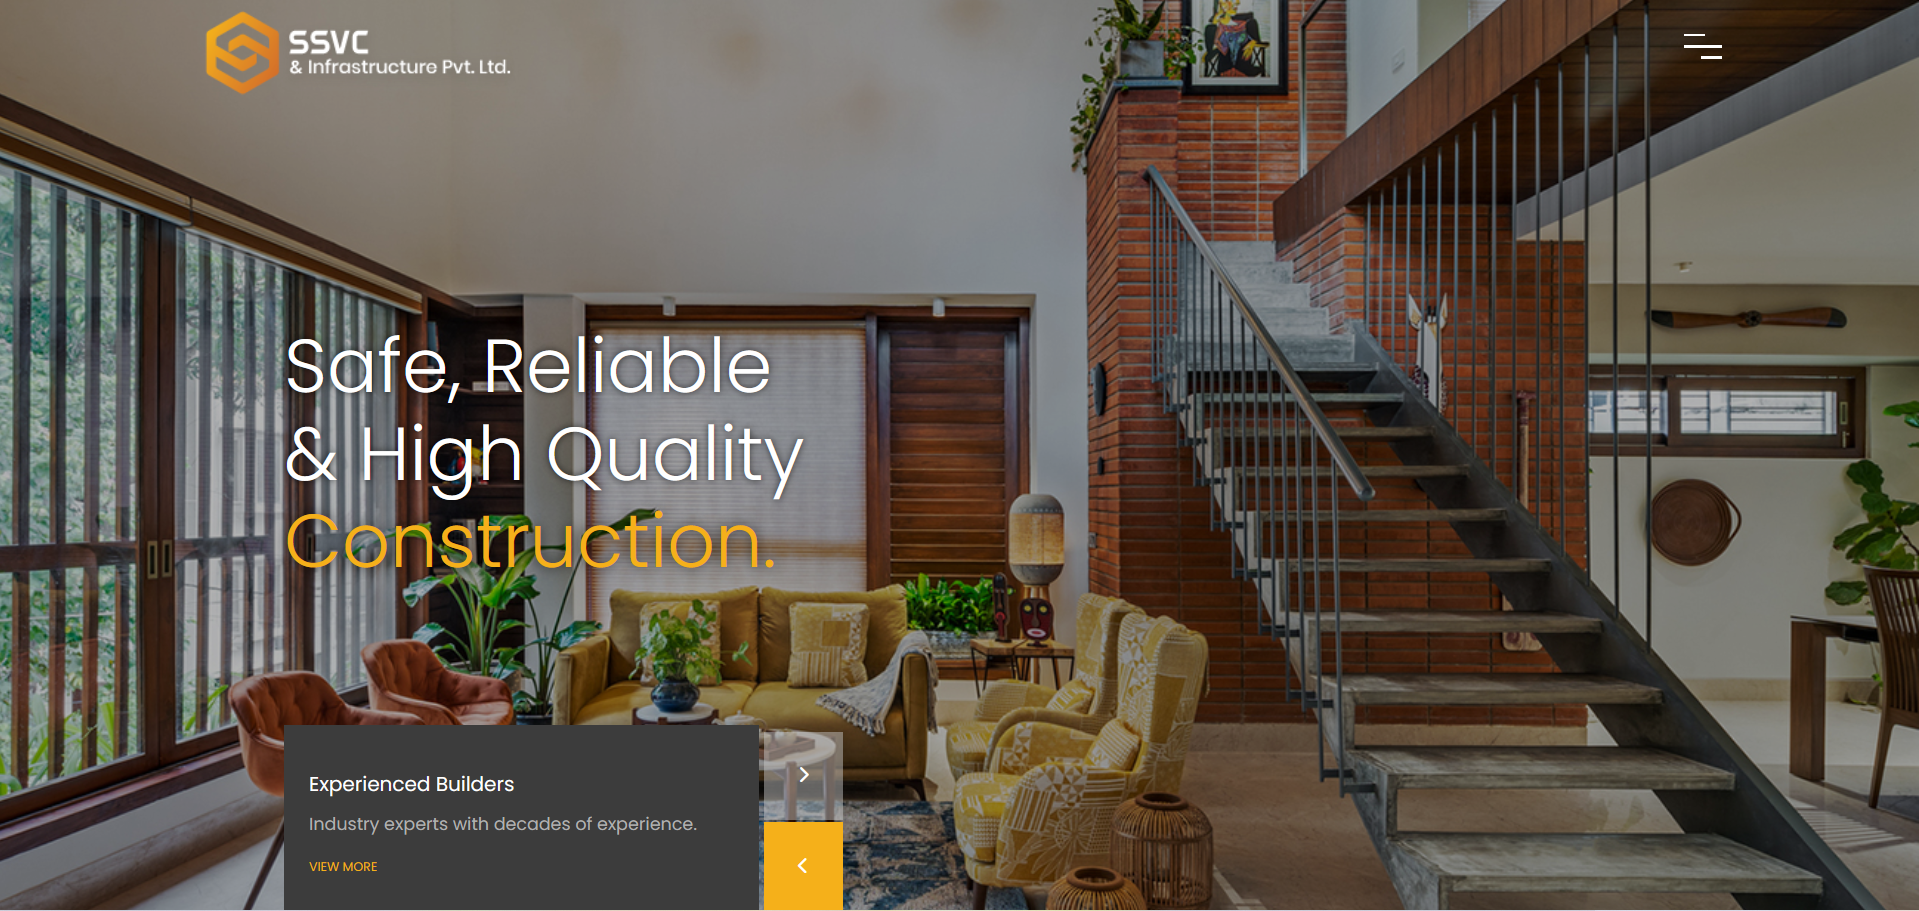 SSVC
& Infrastructure Pvt. Ltd.
Safe, Reliable
& High Quality
Construction.
Experienced Builders
Industry experts with decades of experience.
VIEW MORE